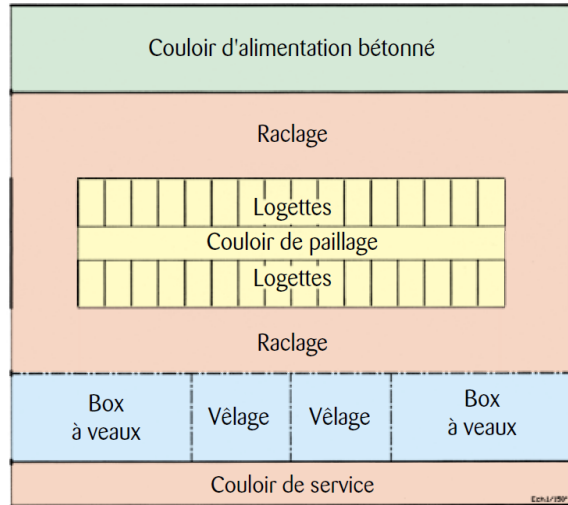 Couloir d'alimentation bétonné
Raclage
Logettes
Couloir de paillage
Logettes
Raclage
Box
à veaux
Vêlage
Vêlage
Box
à veaux
Couloir de service